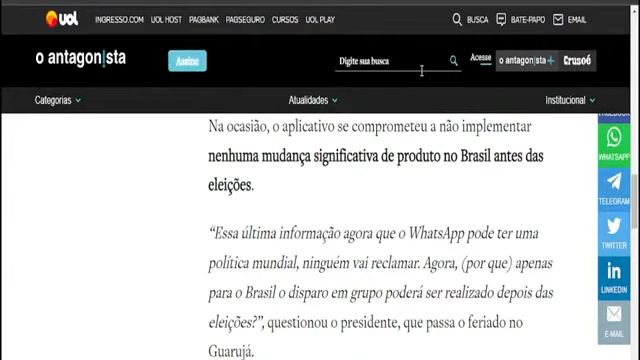 uol INGRESSO.COM UOL HOST PAGBANK PAGSEGURO CURSOS UOL PLAY BUSCA BATE-PAPO EMAIL
o antagonista Assine Digite sua busca Acesse o antagonista+ Crusoé
Categorias Atualidades Institucional
Na ocasião, o aplicativo se comprometeu a não implementar
nenhuma mudança significativa de produto no Brasil antes das
eleições.
“Essa última informação agora que o WhatsApp pode ter uma
política mundial, ninguém vai reclamar. Agora, (por que) apenas
para o Brasil o disparo em grupo poderá ser realizado depois das
eleições?”, questionou o presidente, que passa o feriado no
Guarujá.
WHATSAPP
TELEGRAM
TWITTER
in
LINKEDIN
E-MAIL